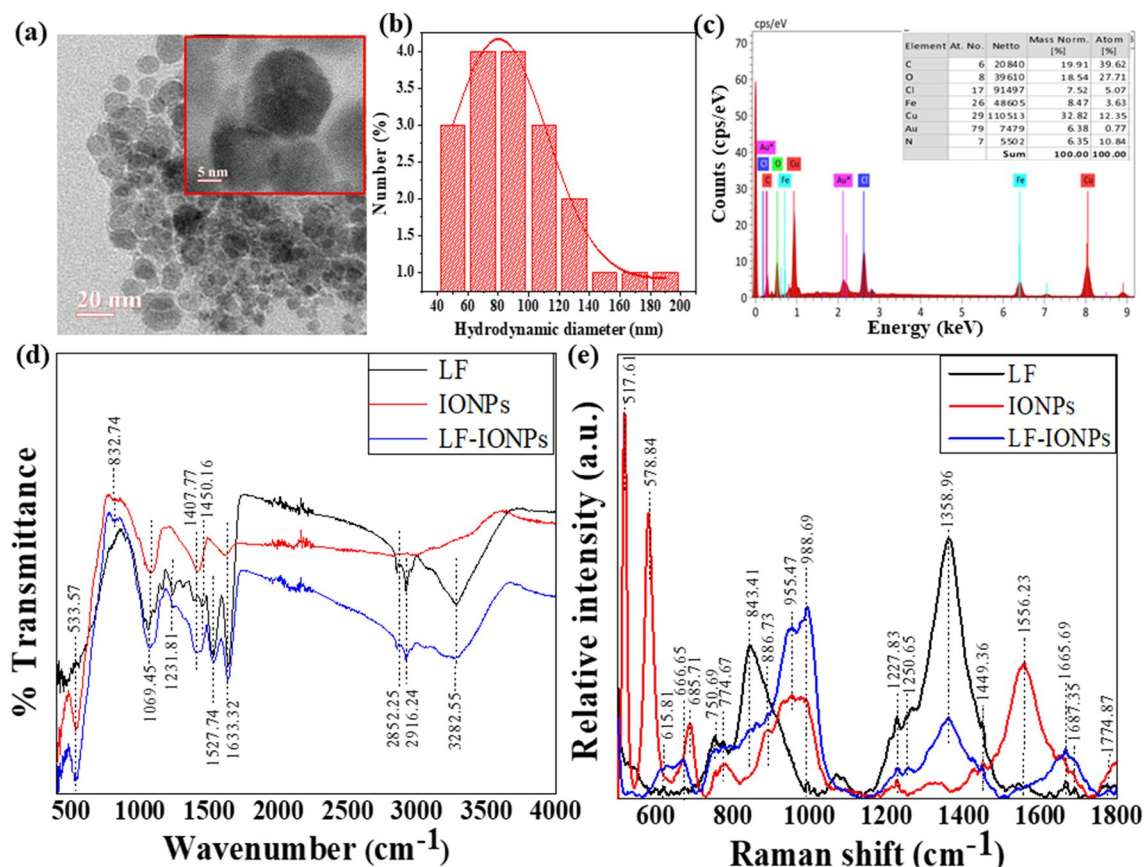 (a)
5 nm
20 nm
(b)
Number (%)
4.0
3.5
3.0
2.5
2.0
1.5
1.0
40 60 80 100 120 140 160 180 200
Hydrodynamic diameter (nm)
(c)
cps/eV
Counts (cps/eV)
70
60
50
40
30
20
10
0
0 1 2 3 4 5 6 7 8 9
Energy (keV)
Element At. No. Netto Mass Norm. [%] Atom [%]
C 6 20840 19.91 39.62
O 8 39610 18.54 27.71
Cl 17 91497 7.52 5.07
Fe 26 48605 8.47 3.63
Cu 29 110513 32.82 12.35
Au 79 7479 6.38 0.77
N 7 5502 6.35 10.84
Sum 100.00 100.00
Au*
Cl O Cu
C Fe Au* Cl Fe Cu
(d)
LF
IONPs
LF-IONPs
% Transmittance
533.57
832.74
1069.45
1231.81
1407.77
1450.16
1527.74
1633.32
2852.25
2916.24
3282.55
500 1000 1500 2000 2500 3000 3500 4000
Wavenumber (cm-1)
(e)
LF
IONPs
LF-IONPs
Relative intensity (a.u.)
517.61
578.84
615.81
666.65
685.71
750.69
774.67
843.41
886.73
955.47
988.69
1227.83
1250.65
1358.96
1449.36
1556.23
1665.69
1687.35
1774.87
600 800 1000 1200 1400 1600 1800
Raman shift (cm-1)